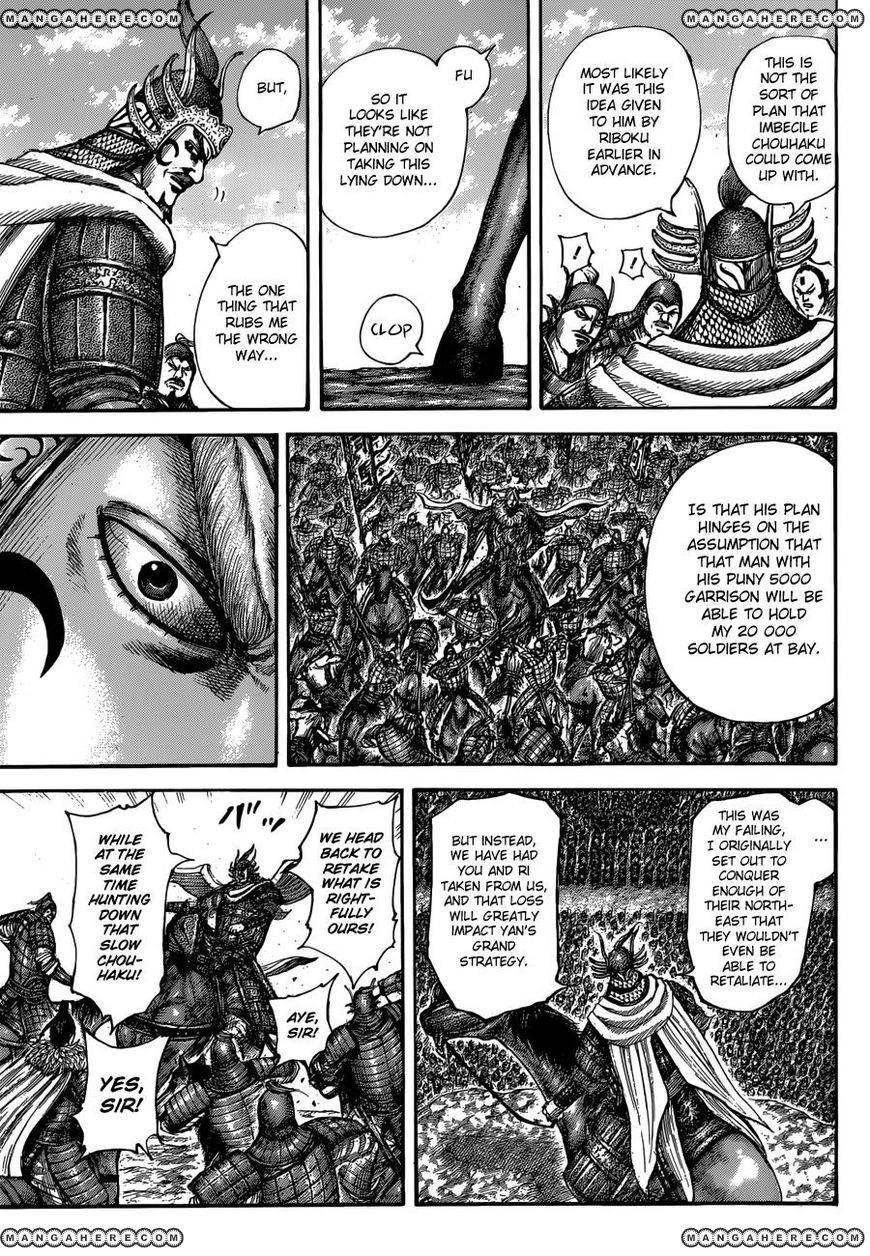 MANGAHERE.COM
MANGAHERE.COM
THIS IS
NOT THE
SORT OF
PLAN THAT
IMBECILE
CHOUHAKU
COULD COME
UP WITH.
MOST LIKELY
IT WAS THIS
IDEA GIVEN
TO HIM BY
RIBOKU
EARLIER IN
ADVANCE.
!
!
FU
SO IT
LOOKS LIKE
THEY'RE NOT
PLANNING ON
TAKING THIS
LYING DOWN...
CLOP
BUT,
THE ONE
THING THAT
RUBS ME
THE WRONG
WAY...
IS THAT HIS PLAN
HINGES ON THE
ASSUMPTION THAT
THAT MAN WITH
HIS PUNY 5000
GARRISON WILL BE
ABLE TO HOLD
MY 20 000
SOLDIERS AT BAY.
...
THIS WAS
MY FAILING,
I ORIGINALLY
SET OUT TO
CONQUER
ENOUGH OF
THEIR NORTH-
EAST THAT
THEY WOULDN'T
EVEN BE
ABLE TO
RETALIATE...
BUT INSTEAD,
WE HAVE HAD
YOU AND RI
TAKEN FROM US,
AND THAT LOSS
WILL GREATLY
IMPACT YAN'S
GRAND
STRATEGY.
WE HEAD
BACK TO
RETAKE
WHAT IS
RIGHT-
FULLY
OURS!
バッ
WHILE
AT THE
SAME
TIME
HUNTING
DOWN
THAT
SLOW
CHOU-
HAKU!
AYE,
SIR!
YES,
SIR!
MANGAHERE.COM
MANGAHERE.COM